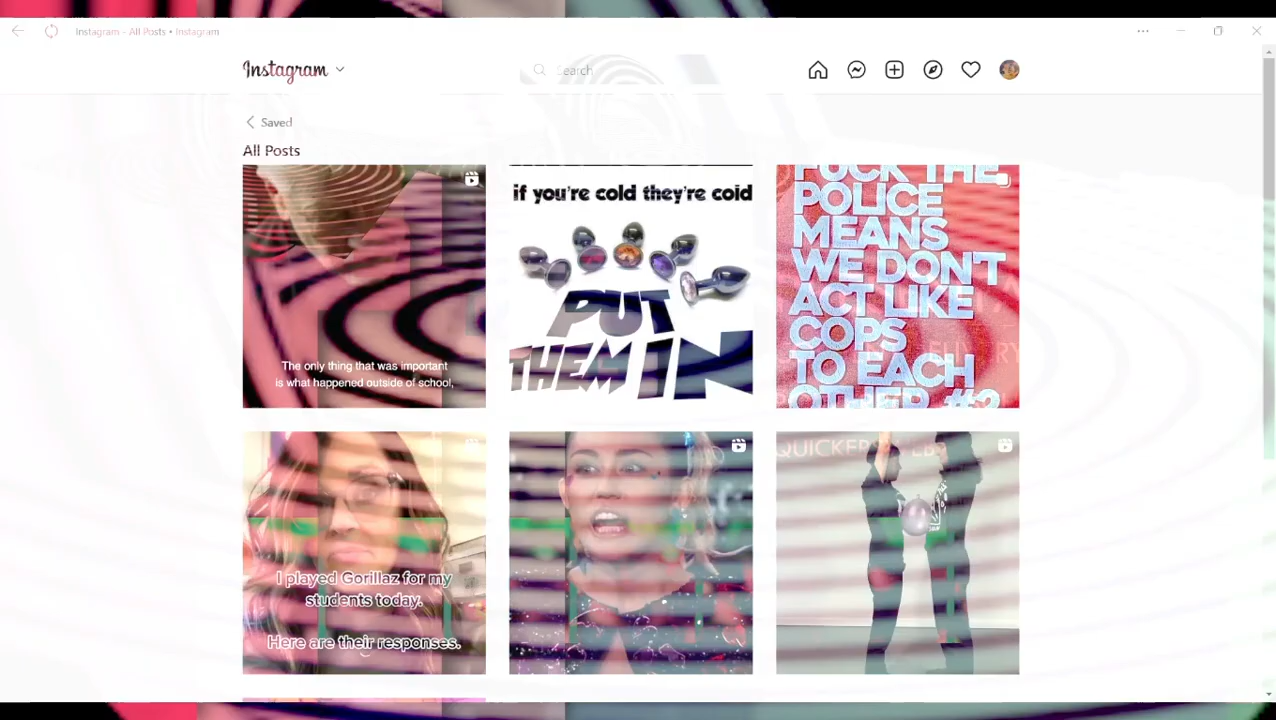 Instagram - All Posts • Instagram
Instagram
Search
Saved
All Posts
The only thing that was important
is what happened outside of school,
if you're cold they're cold
PUT
THEM IN
FUCK THE
POLICE
MEANS
WE DON'T
ACT LIKE
COPS
TO EACH
OTHER #2
I played Gorillaz for my
students today.
Here are their responses.
QUICKER